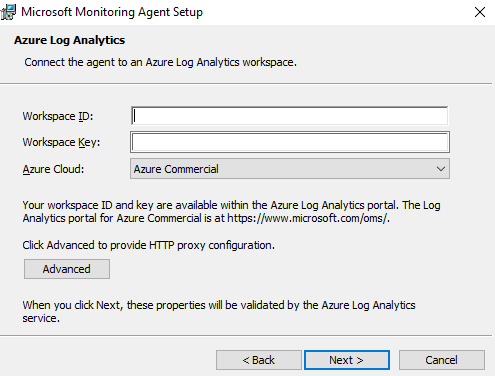 Microsoft Monitoring Agent Setup
Azure Log Analytics
Connect the agent to an Azure Log Analytics workspace.
Workspace ID:
Workspace Key:
Azure Cloud: Azure Commercial
Your workspace ID and key are available within the Azure Log Analytics portal. The Log
Analytics portal for Azure Commercial is at https://www.microsoft.com/oms/.
Click Advanced to provide HTTP proxy configuration.
Advanced
When you click Next, these properties will be validated by the Azure Log Analytics
service.
< Back Next > Cancel